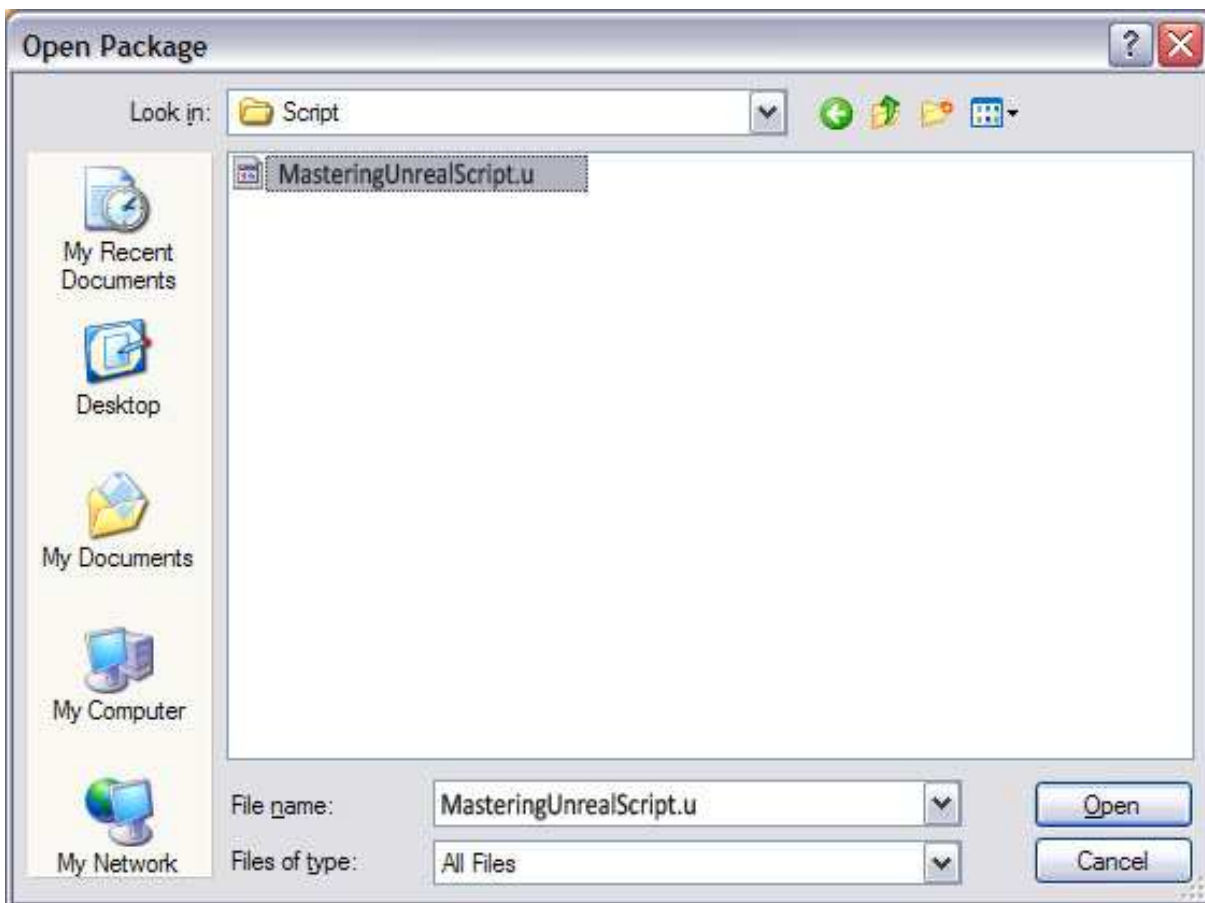 Open Package
Look in:
Script
MasteringUnrealScript.u
My Recent
Documents
Desktop
My Documents
My Computer
My Network
File name:
MasteringUnrealScript.u
Open
Files of type:
All Files
Cancel